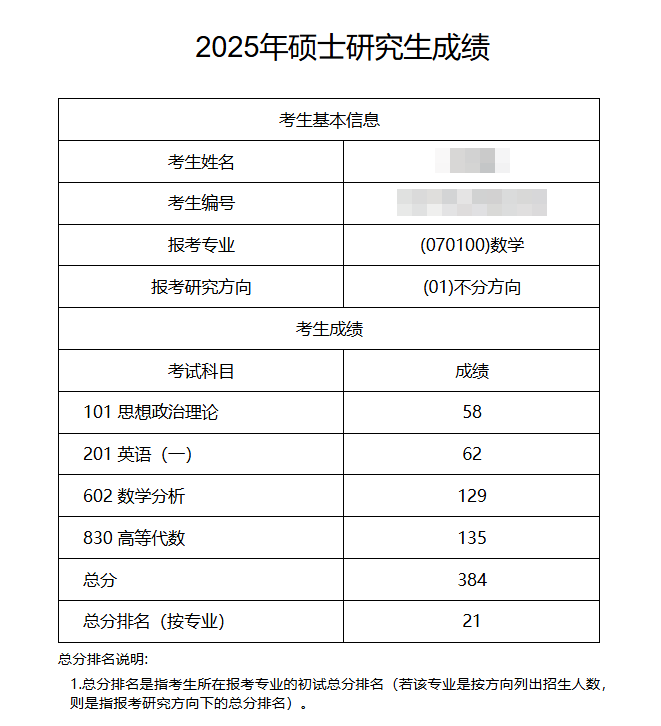 2025年硕士研究生成绩
考生基本信息
考生姓名
考生编号
报考专业 (070100)数学
报考研究方向 (01)不分方向
考生成绩
考试科目 成绩
101 思想政治理论 58
201 英语（一） 62
602 数学分析 129
830 高等代数 135
总分 384
总分排名（按专业） 21
总分排名说明:
1.总分排名是指考生所在报考专业的初试总分排名（若该专业是按方向列出招生人数，
则是指报考研究方向下的总分排名）。